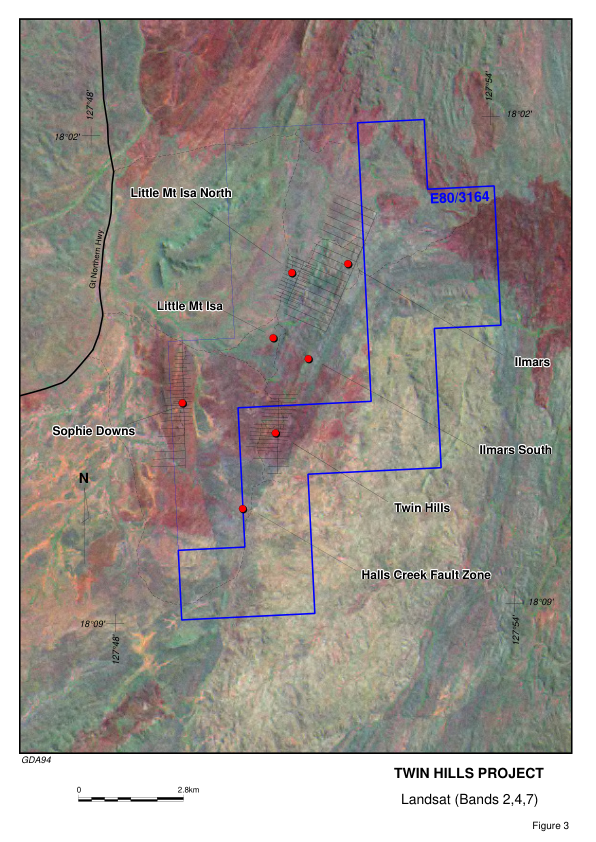 127°48'
127°54'
18°02'
18°02'
Little Mt Isa North
E80/3164
Gt Northern Hwy
Little Mt Isa
Ilmars
Sophie Downs
Ilmars South
N
Twin Hills
Halls Creek Fault Zone
18°09'
18°09'
127°48'
127°54'
GDA94
TWIN HILLS PROJECT
0 2.8km
Landsat (Bands 2,4,7)
Figure 3